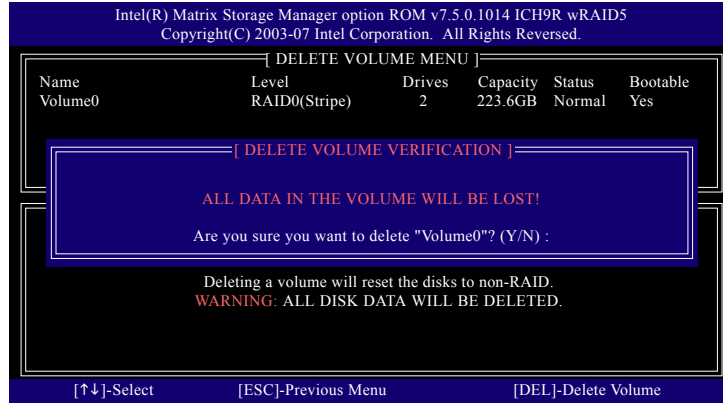 Intel(R) Matrix Storage Manager option ROM v7.5.0.1014 ICH9R wRAID5
Copyright(C) 2003-07 Intel Corporation. All Rights Reversed.
[ DELETE VOLUME MENU ]
Name Level Drives Capacity Status Bootable
Volume0 RAID0(Stripe) 2 223.6GB Normal Yes
[ DELETE VOLUME VERIFICATION ]
ALL DATA IN THE VOLUME WILL BE LOST!
Are you sure you want to delete "Volume0"? (Y/N) :
Deleting a volume will reset the disks to non-RAID.
WARNING: ALL DISK DATA WILL BE DELETED.
[↑↓]-Select [ESC]-Previous Menu [DEL]-Delete Volume